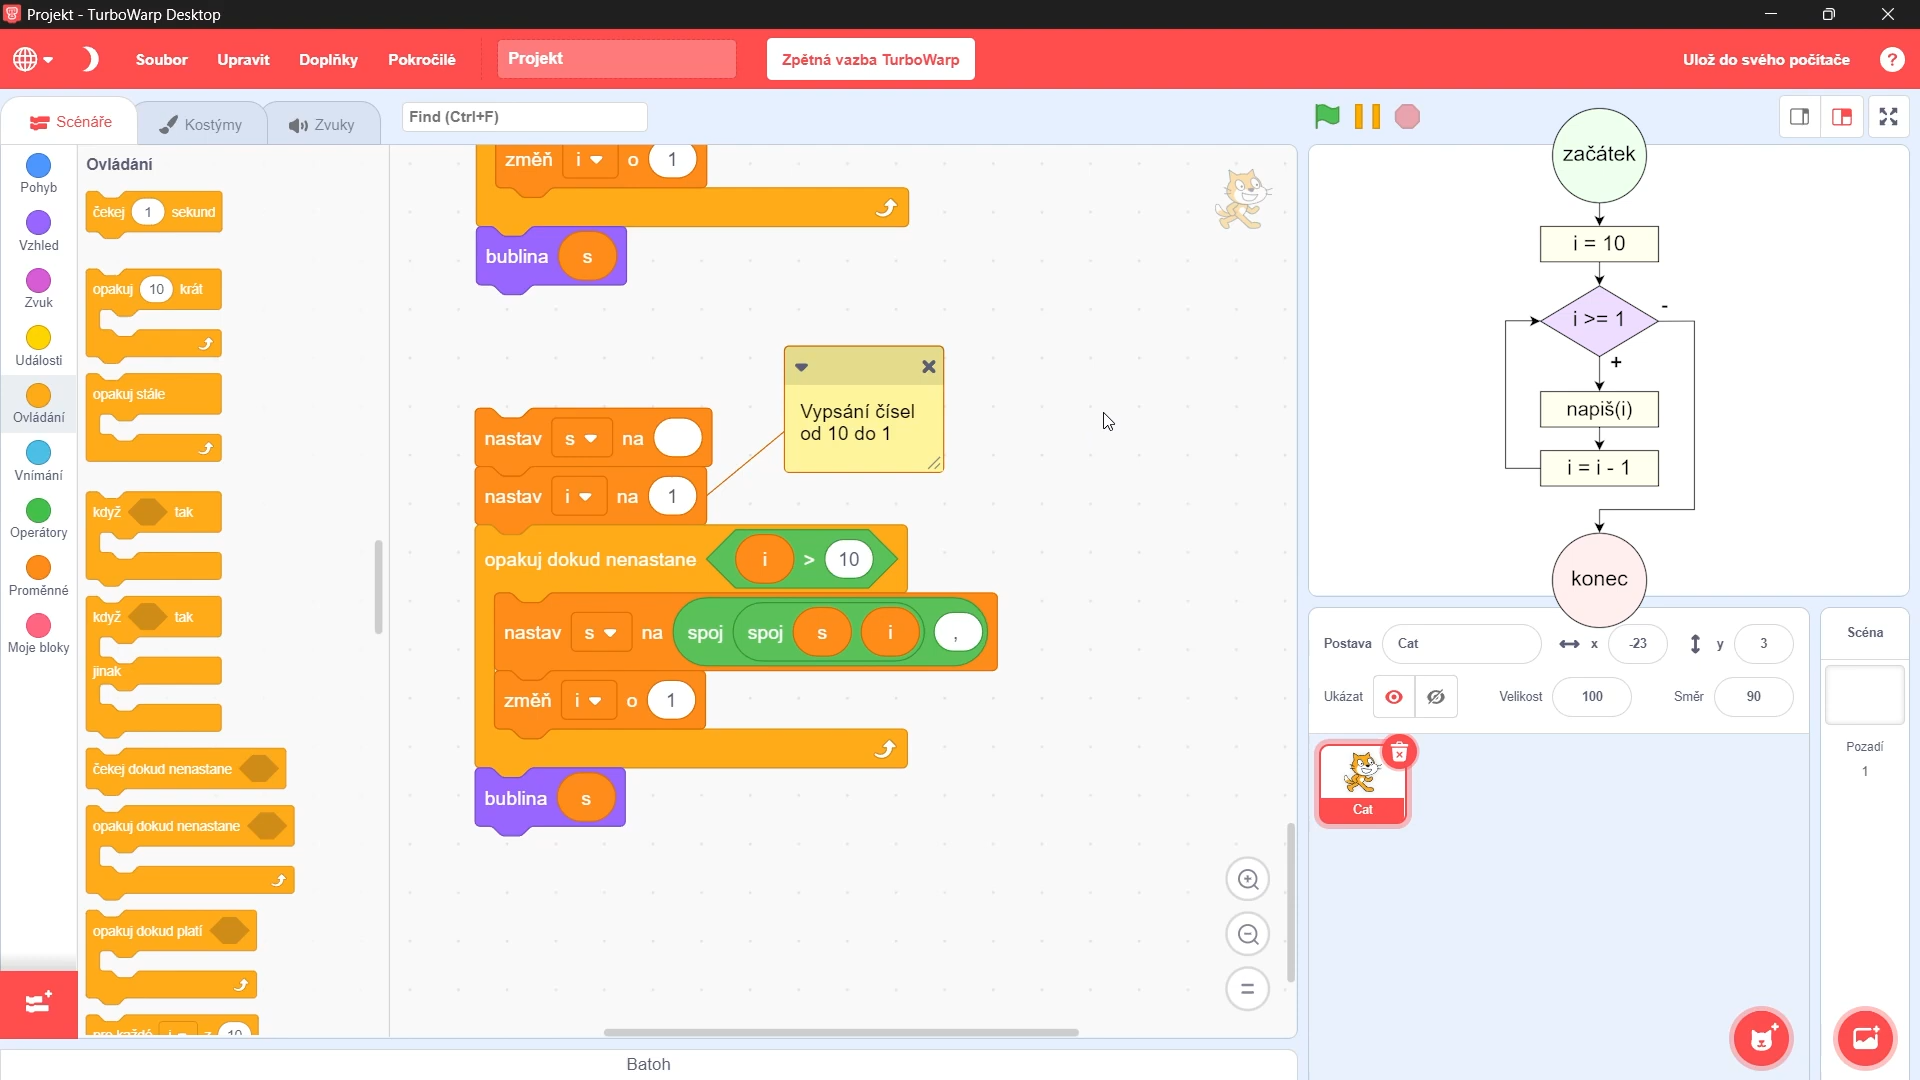 Projekt - TurboWarp Desktop
Soubor Upravit Doplňky Pokročilé Projekt Zpětná vazba TurboWarp Ulož do svého počítače ?
Scénáře Kostýmy Zvuky Find (Ctrl+F)
Pohyb
Vzhled
Zvuk
Události
Ovládání
Vnímání
Operátory
Proměnné
Moje bloky
Ovládání
čekej 1 sekund
opakuj 10 krát
opakuj stále
když tak
když tak
jinak
čekej dokud nenastane
opakuj dokud nenastane
opakuj dokud platí
pro každé i z 10
změň i o 1
bublina s
Vypsání čísel
od 10 do 1
nastav s na
nastav i na 1
opakuj dokud nenastane i > 10
nastav s na spoj spoj s i ,
změň i o 1
bublina s
Batoh
začátek
i = 10
i >= 1
-
+
napiš(i)
i = i - 1
konec
Postava Cat x -23 y 3
Ukázat Velikost 100 Směr 90
Cat
Scéna
Pozadí
1